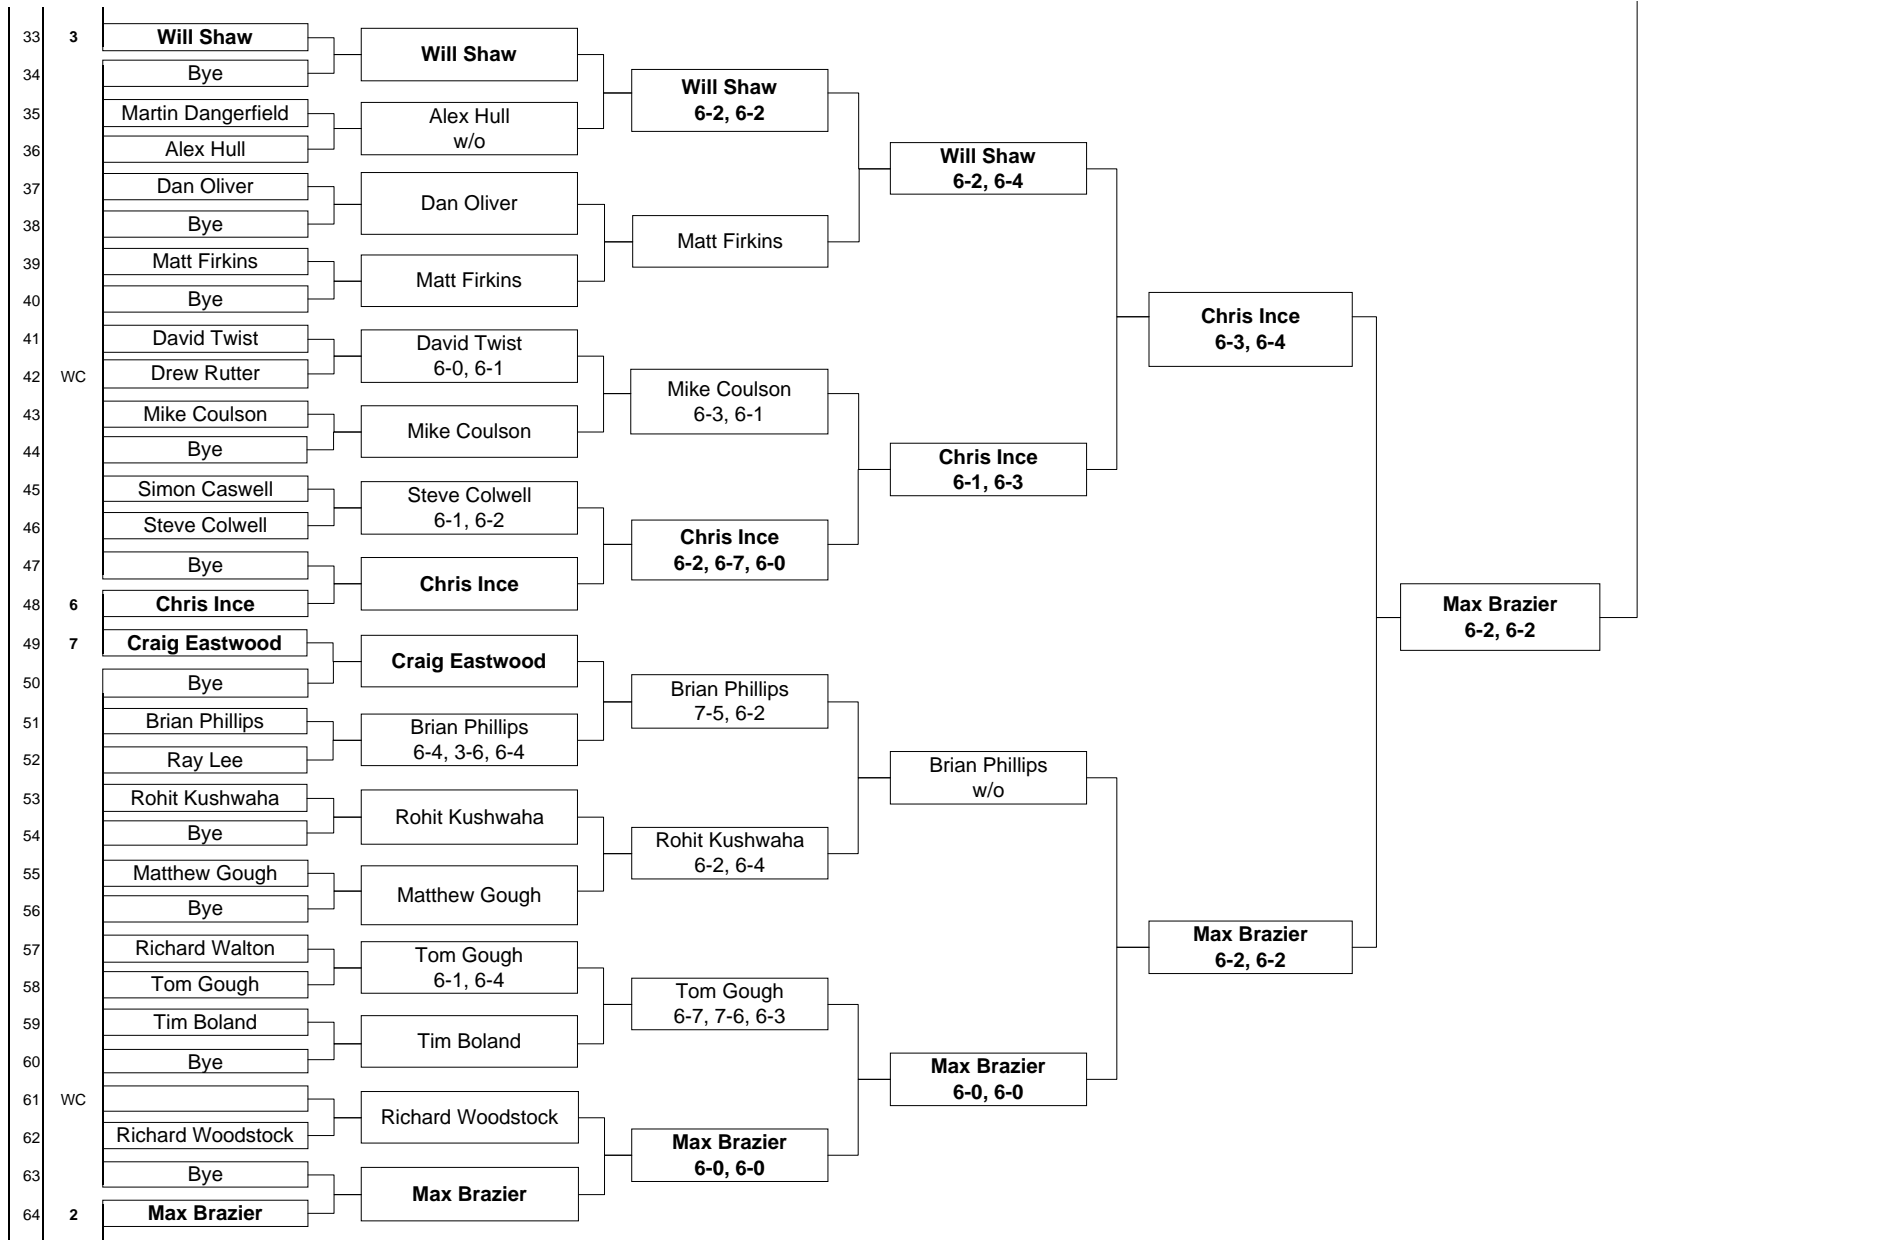 33 3 Will Shaw
34 Bye
35 Martin Dangerfield
36 Alex Hull
37 Dan Oliver
38 Bye
39 Matt Firkins
40 Bye
41 David Twist
42 WC Drew Rutter
43 Mike Coulson
44 Bye
45 Simon Caswell
46 Steve Colwell
47 Bye
48 6 Chris Ince
49 7 Craig Eastwood
50 Bye
51 Brian Phillips
52 Ray Lee
53 Rohit Kushwaha
54 Bye
55 Matthew Gough
56 Bye
57 Richard Walton
58 Tom Gough
59 Tim Boland
60 Bye
61 WC
62 Richard Woodstock
63 Bye
64 2 Max Brazier
Will Shaw
Alex Hull
w/o
Dan Oliver
Matt Firkins
David Twist
6-0, 6-1
Mike Coulson
Steve Colwell
6-1, 6-2
Chris Ince
Craig Eastwood
Brian Phillips
6-4, 3-6, 6-4
Rohit Kushwaha
Matthew Gough
Tom Gough
6-1, 6-4
Tim Boland
Richard Woodstock
Max Brazier
Will Shaw
6-2, 6-2
Matt Firkins
Mike Coulson
6-3, 6-1
Chris Ince
6-2, 6-7, 6-0
Brian Phillips
7-5, 6-2
Rohit Kushwaha
6-2, 6-4
Tom Gough
6-7, 7-6, 6-3
Max Brazier
6-0, 6-0
Will Shaw
6-2, 6-4
Chris Ince
6-1, 6-3
Brian Phillips
w/o
Max Brazier
6-0, 6-0
Chris Ince
6-3, 6-4
Max Brazier
6-2, 6-2
Max Brazier
6-2, 6-2